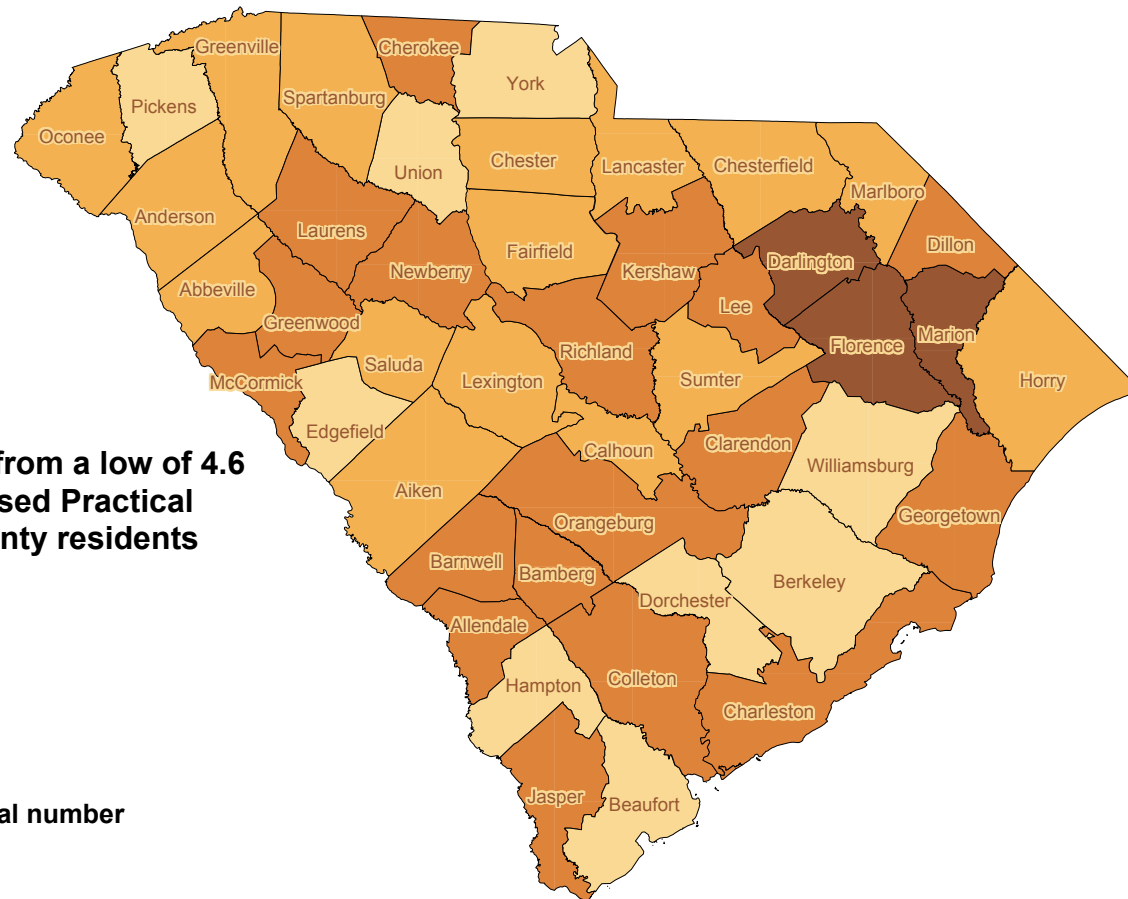 Greenville
Cherokee
York
Pickens
Spartanburg
Oconee
Union
Chester
Lancaster
Chesterfield
Marlboro
Anderson
Laurens
Fairfield
Dillon
Newberry
Kershaw
Darlington
Abbeville
Lee
Greenwood
Marion
Richland
Florence
Saluda
McCormick
Lexington
Sumter
Horry
Edgefield
Clarendon
Calhoun
from a low of 4.6
Williamsburg
Aiken
sed Practical
Orangeburg
Georgetown
nty residents
Barnwell
Bamberg
Berkeley
Dorchester
Allendale
Colleton
Hampton
Charleston
Jasper
Beaufort
al number